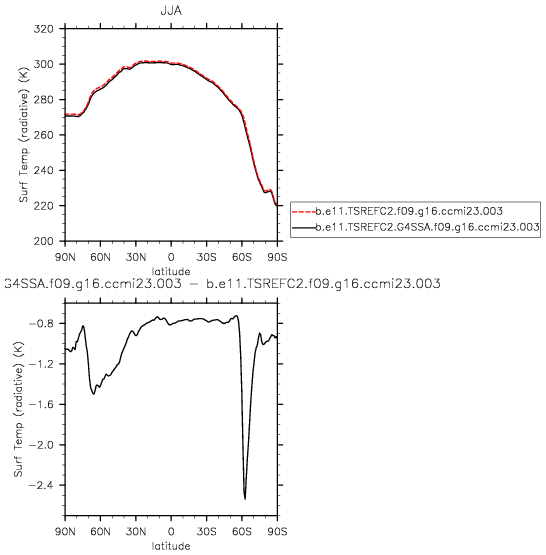 JJA
320
300
280
260
240
220
200
Surf Temp (radiative) (K)
90N 60N 30N 0 30S 60S 90S
latitude
b.e11.TSREFC2.f09.g16.ccmi23.003
b.e11.TSREFC2.G4SSA.f09.g16.ccmi23.003
G4SSA.f09.g16.ccmi23.003 − b.e11.TSREFC2.f09.g16.ccmi23.003
−0.8
−1.2
−1.6
−2.0
−2.4
Surf Temp (radiative) (K)
90N 60N 30N 0 30S 60S 90S
latitude